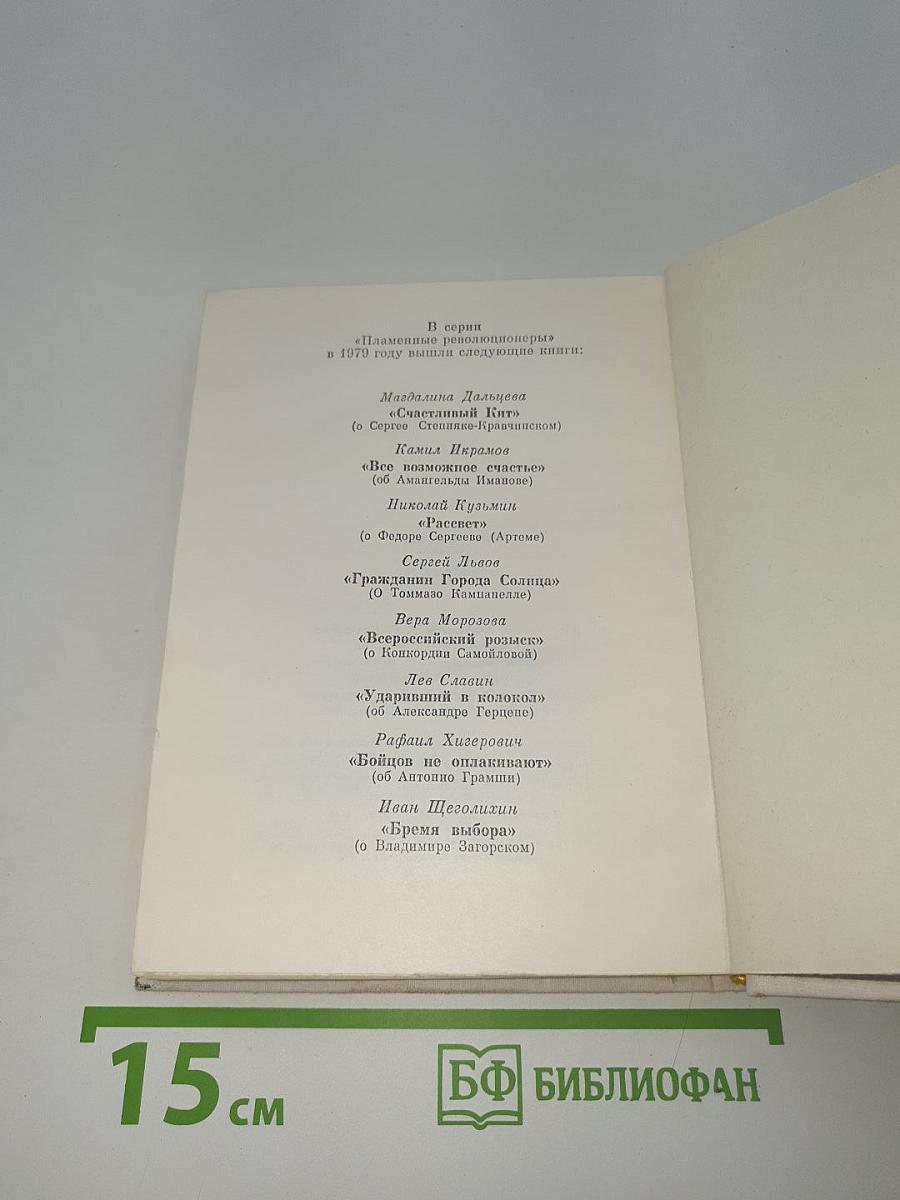 В серии
«Пламенные революционеры»
в 1979 году вышли следующие книги:
Магдалина Дальцева
«Счастливый Кит»
(о Сергее Степняке-Кравчинском)
Камил Икрамов
«Все возможное счастье»
(об Амангельды Иманове)
Николай Кузьмин
«Рассвет»
(о Федоре Сергееве (Артеме)
Сергей Львов
«Гражданин Города Солнца»
(О Томмазо Кампанелле)
Вера Морозова
«Всероссийский розыск»
(о Конкордии Самойловой)
Лев Славин
«Ударивший в колокол»
(об Александре Герцене)
Рафаил Хигерович
«Бойцов не оплакивают»
(об Антонио Грамши)
Иван Щеголихин
«Бремя выбора»
(о Владимире Загорском)
15 см
БФ БИБЛИОФАН